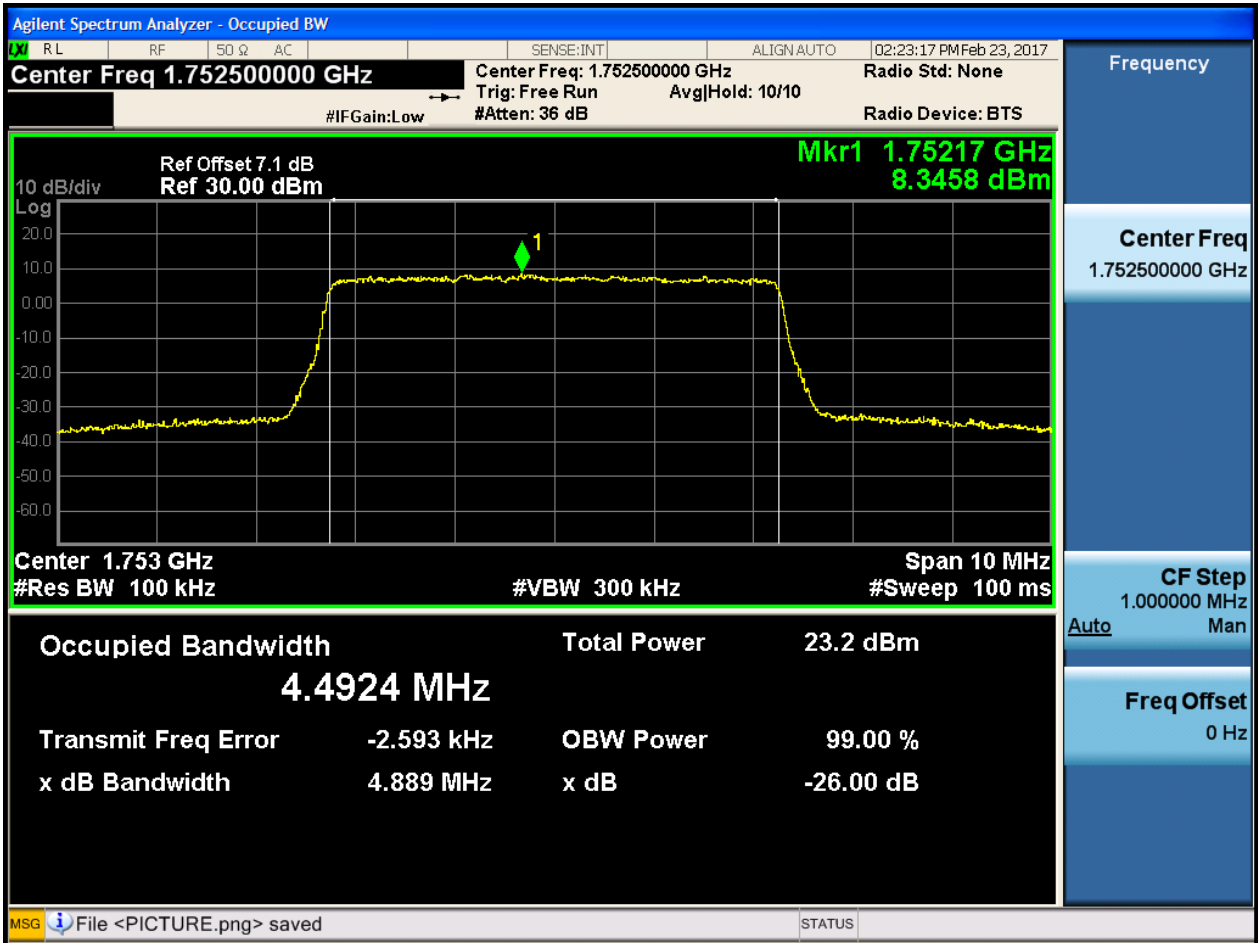 Agilent Spectrum Analyzer - Occupied BW
LXI RL RF 50 Ω AC SENSE:INT ALIGN AUTO 02:23:17 PM Feb 23, 2017
Center Freq 1.752500000 GHz
Center Freq: 1.752500000 GHz
Radio Std: None
Trig: Free Run Avg|Hold: 10/10
#IFGain:Low
#Atten: 36 dB
Radio Device: BTS
Mkr1 1.75217 GHz
8.3458 dBm
Ref Offset 7.1 dB
10 dB/div Ref 30.00 dBm
Log
20.0
1
10.0
0.00
-10.0
-20.0
-30.0
-40.0
-50.0
-60.0
Center 1.753 GHz Span 10 MHz
#Res BW 100 kHz #VBW 300 kHz #Sweep 100 ms
Occupied Bandwidth Total Power 23.2 dBm
4.4924 MHz
Transmit Freq Error -2.593 kHz OBW Power 99.00 %
x dB Bandwidth 4.889 MHz x dB -26.00 dB
Frequency
Center Freq
1.752500000 GHz
CF Step
1.000000 MHz
Auto Man
Freq Offset
0 Hz
MSG File <PICTURE.png> saved STATUS